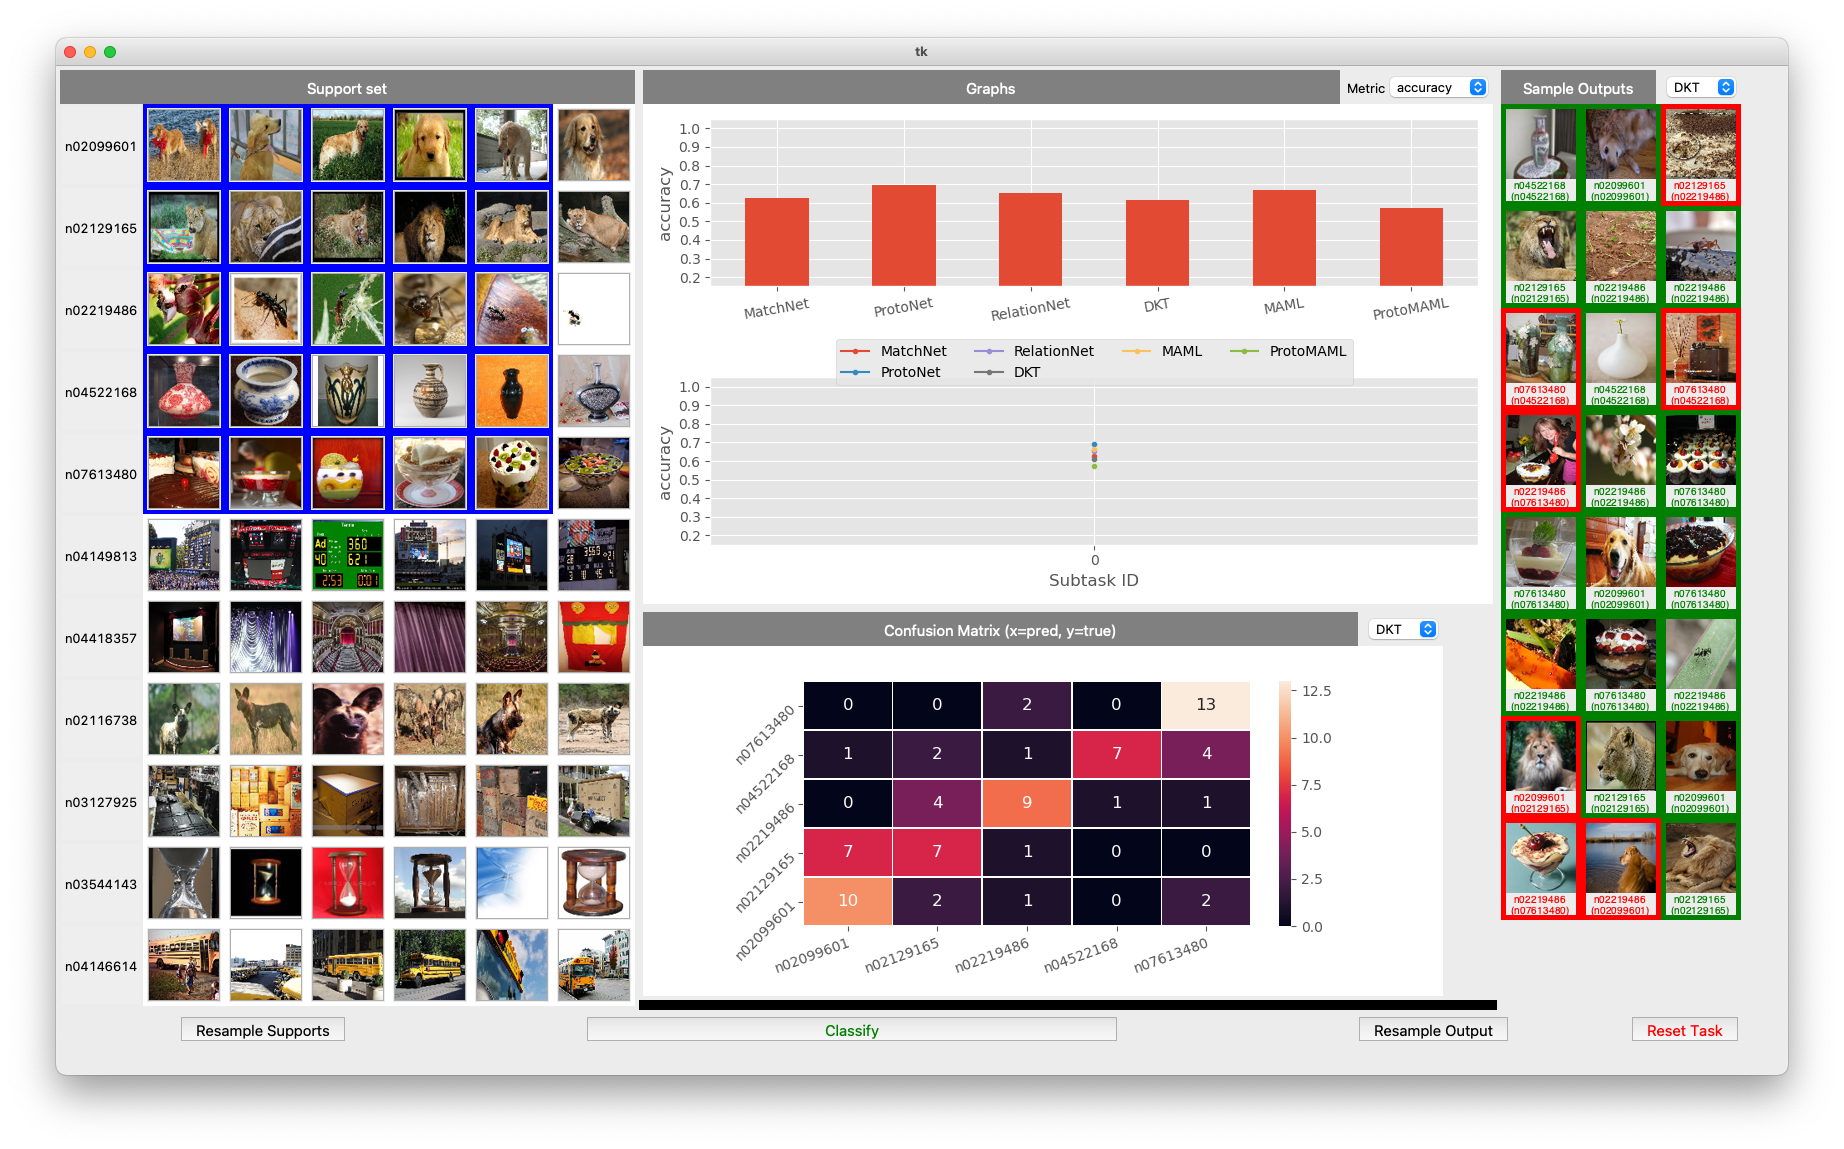 tk
Support set
n02099601
n02129165
n02219486
n04522168
n07613480
n04149813
n04418357
n02116738
n03127925
n03544143
n04146614
Tennis
Ad 360
40 621
2:53 0:01
Graphs
Metric accuracy
1.0
0.9
0.8
0.7
0.6
0.5
0.4
0.3
0.2
accuracy
MatchNet ProtoNet RelationNet DKT MAML ProtoMAML
MatchNet RelationNet MAML ProtoMAML
ProtoNet DKT
1.0
0.9
0.8
0.7
0.6
0.5
0.4
0.3
0.2
accuracy
0
Subtask ID
Confusion Matrix (x=pred, y=true)
DKT
n07613480 0 0 2 0 13
n04522168 1 2 1 7 4
n02219486 0 4 9 1 1
n02129165 7 7 1 0 0
n02099601 10 2 1 0 2
n02099601 n02129165 n02219486 n04522168 n07613480
12.5
10.0
7.5
5.0
2.5
0.0
Sample Outputs
DKT
n04522168 n02099601 n02129165
(n04522168) (n02099601) (n02219486)
n02129165 n02219486 n02219486
(n02129165) (n02219486) (n02219486)
n07613480 n04522168 n07613480
(n04522168) (n04522168) (n04522168)
n02219486 n02219486 n07613480
(n07613480) (n02219486) (n07613480)
n07613480 n02099601 n07613480
(n07613480) (n02099601) (n07613480)
n02219486 n07613480 n02219486
(n02219486) (n07613480) (n02219486)
n02099601 n02129165 n02099601
(n02129165) (n02129165) (n02099601)
n02219486 n02219486 n02129165
(n07613480) (n02099601) (n02129165)
Resample Supports
Classify
Resample Output
Reset Task